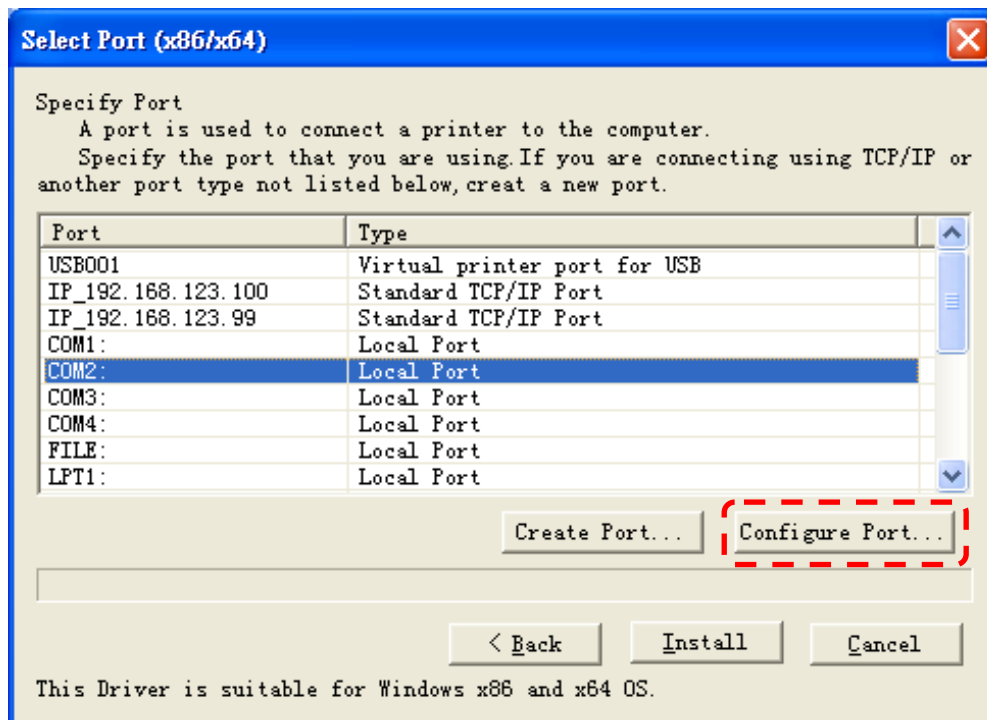 Select Port (x86/x64)
Specify Port
A port is used to connect a printer to the computer.
Specify the port that you are using.If you are connecting using TCP/IP or
another port type not listed below,creat a new port.
Port Type
USB001 Virtual printer port for USB
IP_192.168.123.100 Standard TCP/IP Port
IP_192.168.123.99 Standard TCP/IP Port
COM1: Local Port
COM2: Local Port
COM3: Local Port
COM4: Local Port
FILE: Local Port
LPT1: Local Port
Create Port... Configure Port...
< Back Install Cancel
This Driver is suitable for Windows x86 and x64 OS.